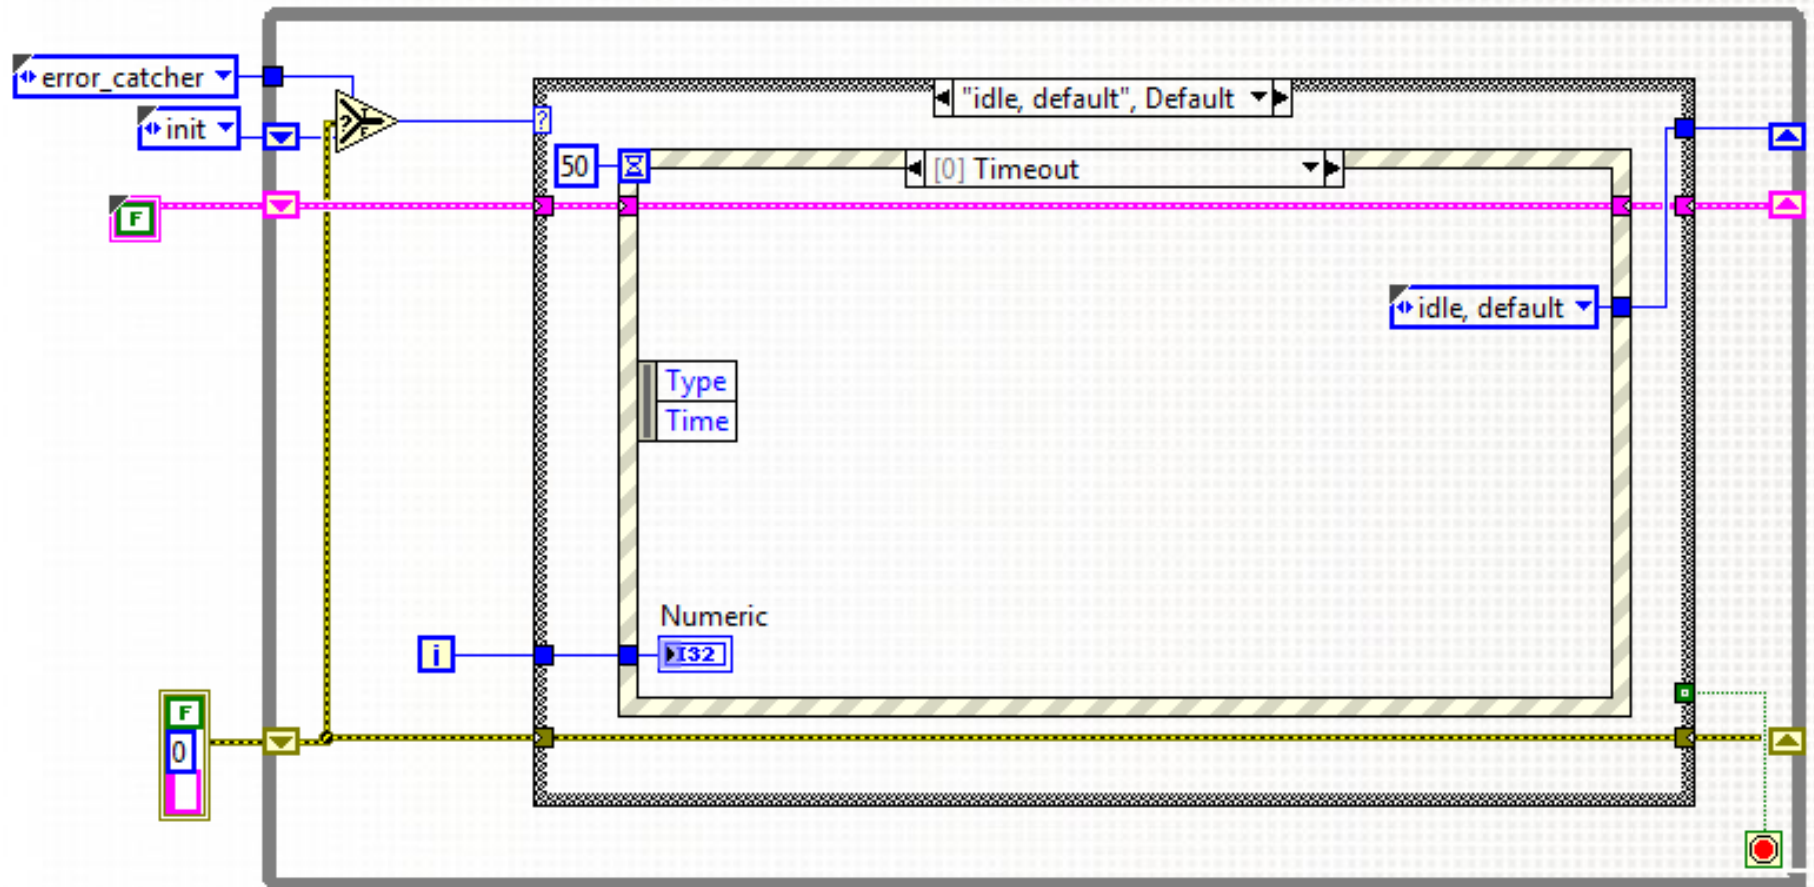 error_catcher
init
"idle, default", Default
?
?
50
[0] Timeout
F
idle, default
Type
Time
Numeric
i
I32
F
0